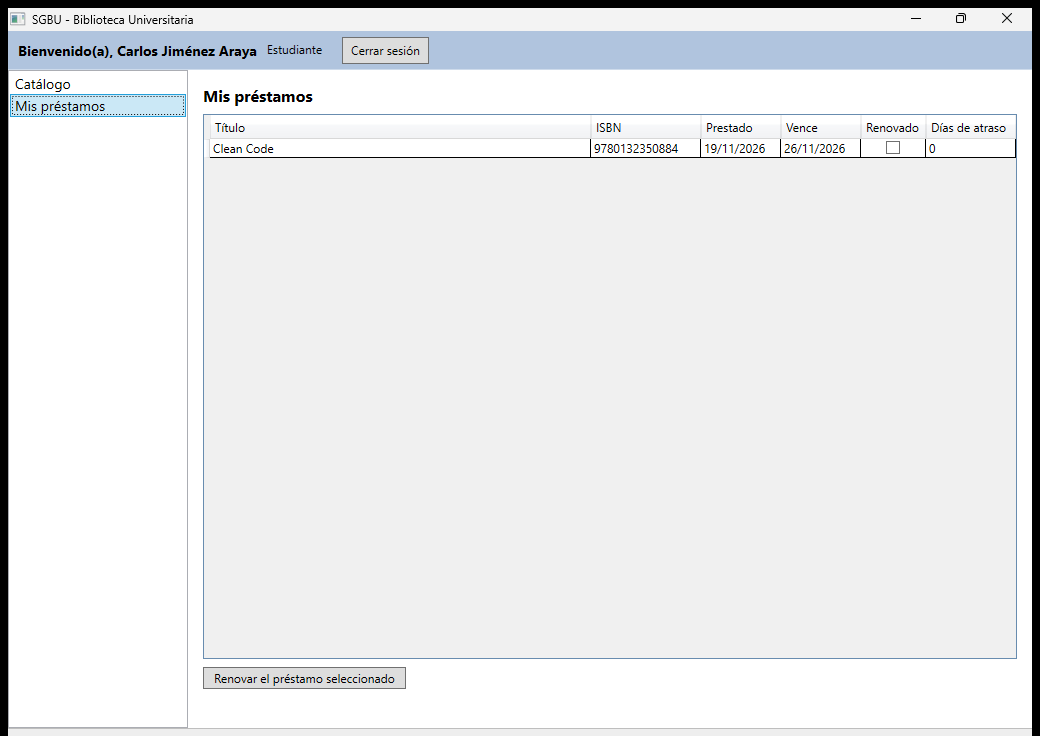 SGBU - Biblioteca Universitaria
Bienvenido(a), Carlos Jiménez Araya Estudiante Cerrar sesión
Catálogo
Mis préstamos
Mis préstamos
Título ISBN Prestado Vence Renovado Días de atraso
Clean Code 9780132350884 19/11/2026 26/11/2026 0
Renovar el préstamo seleccionado